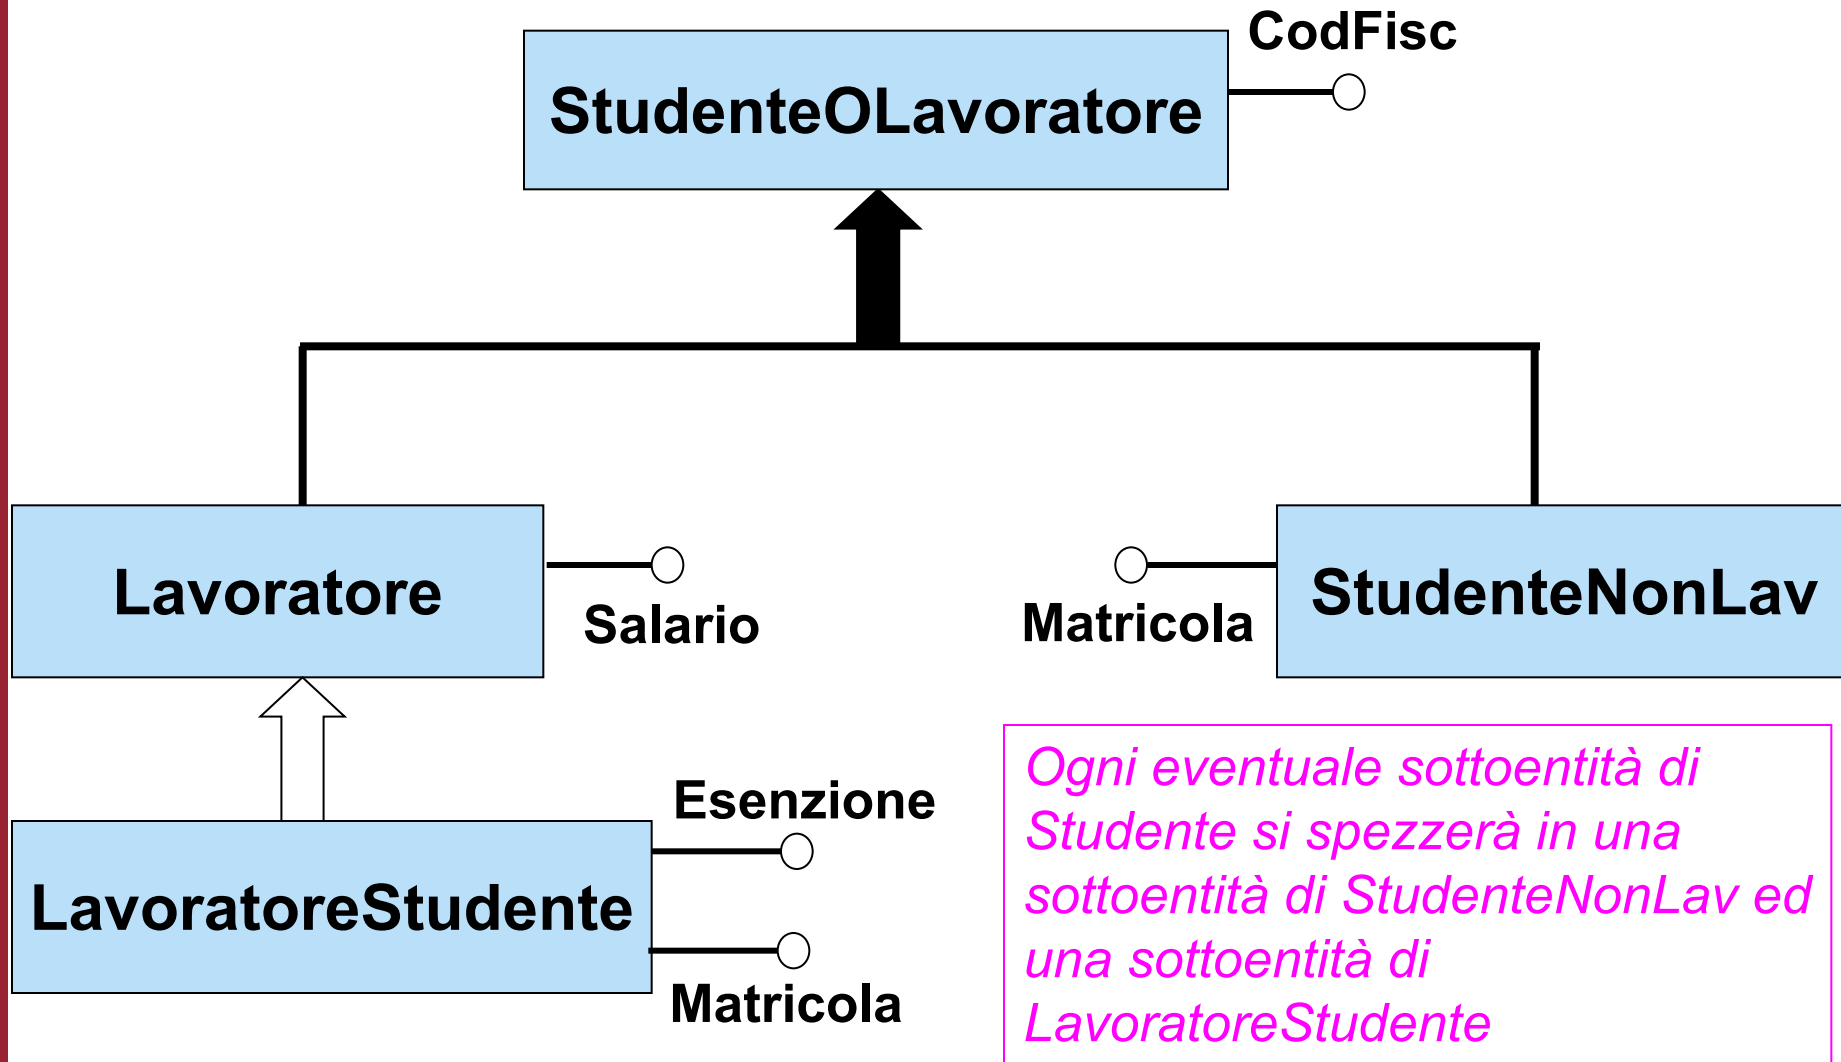 CodFisc
StudenteOLavoratore
Lavoratore
Salario
Matricola
StudenteNonLav
Esenzione
LavoratoreStudente
Matricola
Ogni eventuale sottoentità di
Studente si spezzerà in una
sottoentità di StudenteNonLav ed
una sottoentità di
LavoratoreStudente